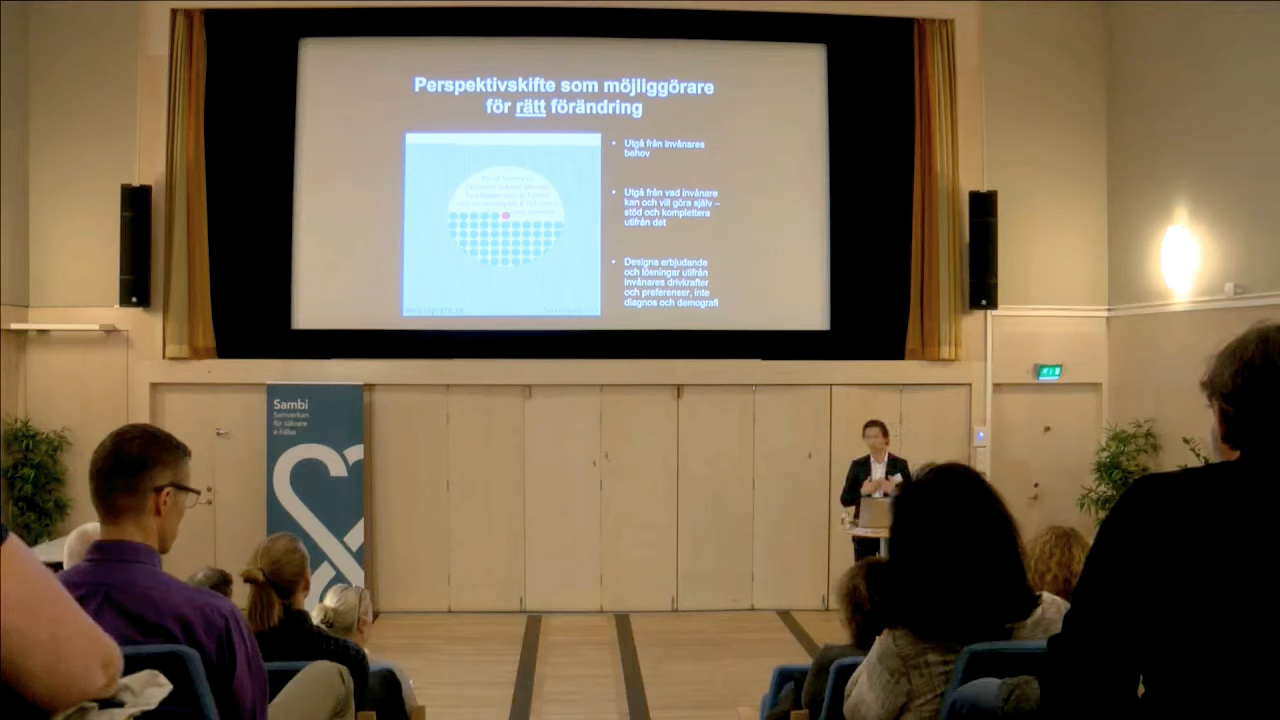 Perspektivskifte som möjliggörare
för rätt förändring
• Utgå från invånares
behov
• Utgå från vad invånare
kan och vill göra själv –
stöd och komplettera
utifrån det
• Designa erbjudande
och lösningar utifrån
invånares drivkrafter
och preferenser, inte
diagnos och demografi
Sambi
Samverkan
för säkrare
e-hälsa